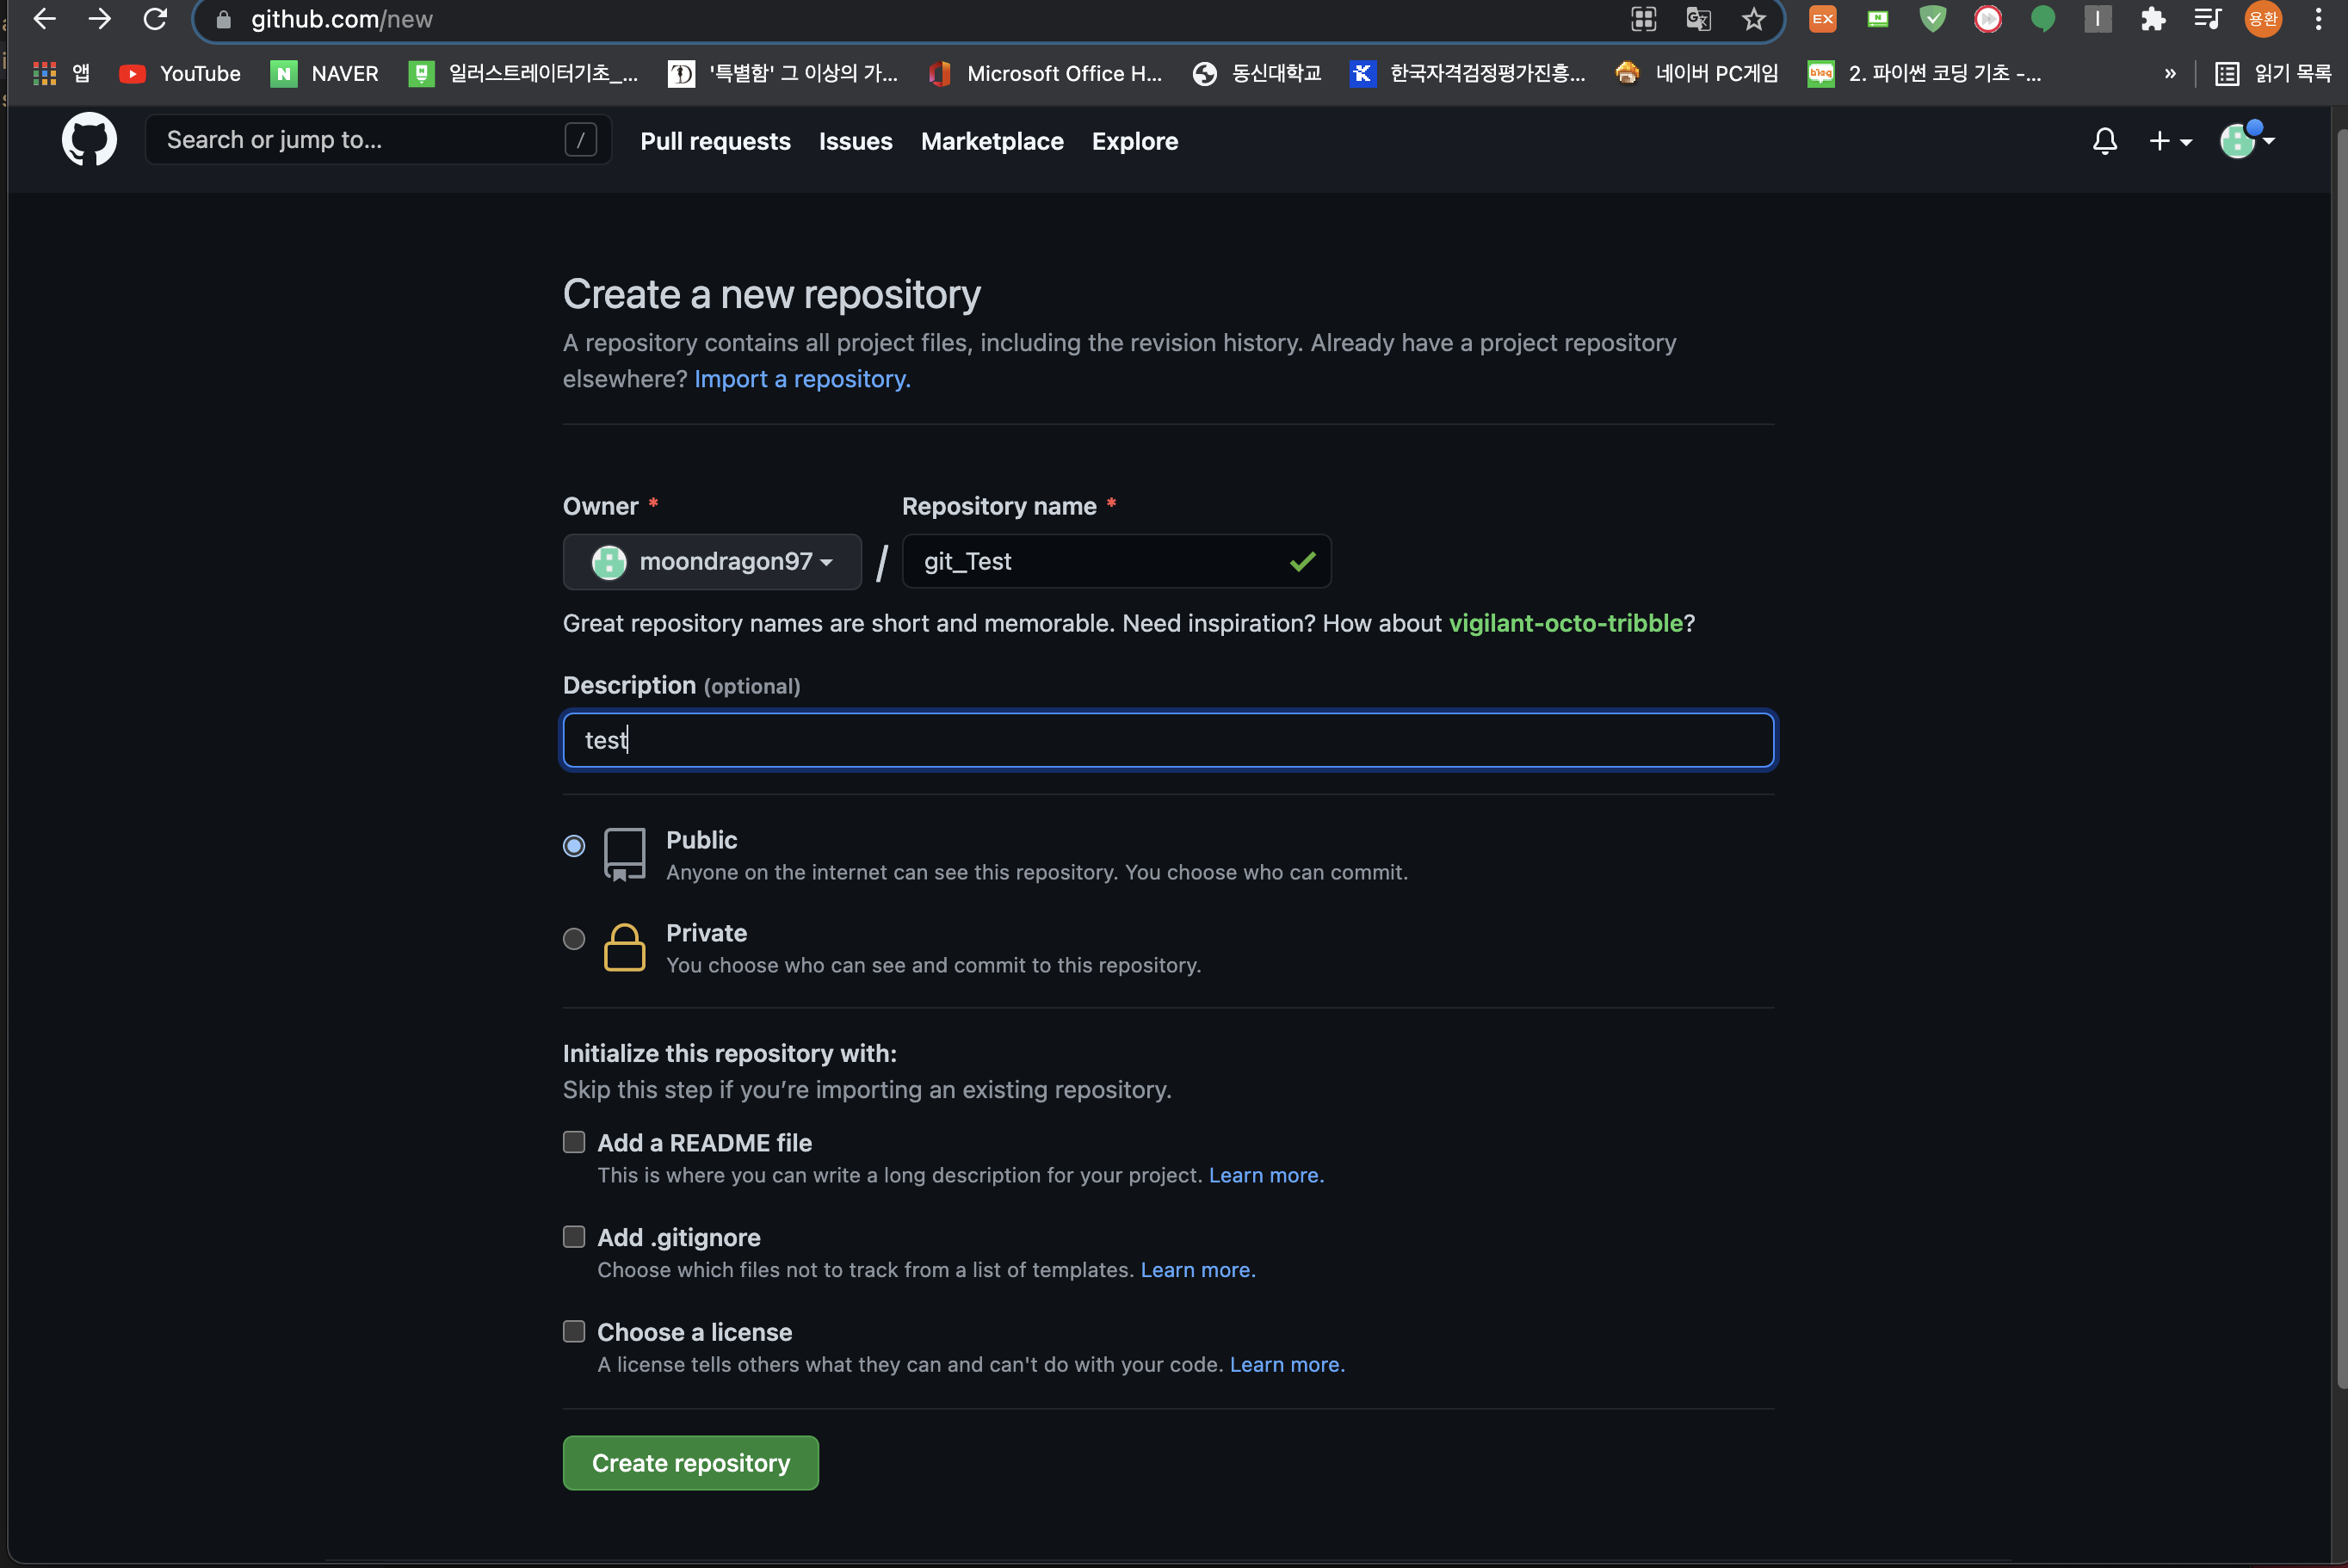 github.com/new
EX
N
용환
앱 YouTube N NAVER 일러스트레이터기초_... '특별함' 그 이상의 가... Microsoft Office H... 동신대학교 K 한국자격검정평가진흥... 네이버 PC게임 blog 2. 파이썬 코딩 기초 -... » 읽기 목록
Search or jump to... / Pull requests Issues Marketplace Explore
Create a new repository
A repository contains all project files, including the revision history. Already have a project repository
elsewhere? Import a repository.
Owner * Repository name *
moondragon97 / git_Test
Great repository names are short and memorable. Need inspiration? How about vigilant-octo-tribble?
Description (optional)
test
Public
Anyone on the internet can see this repository. You choose who can commit.
Private
You choose who can see and commit to this repository.
Initialize this repository with:
Skip this step if you’re importing an existing repository.
Add a README file
This is where you can write a long description for your project. Learn more.
Add .gitignore
Choose which files not to track from a list of templates. Learn more.
Choose a license
A license tells others what they can and can't do with your code. Learn more.
Create repository